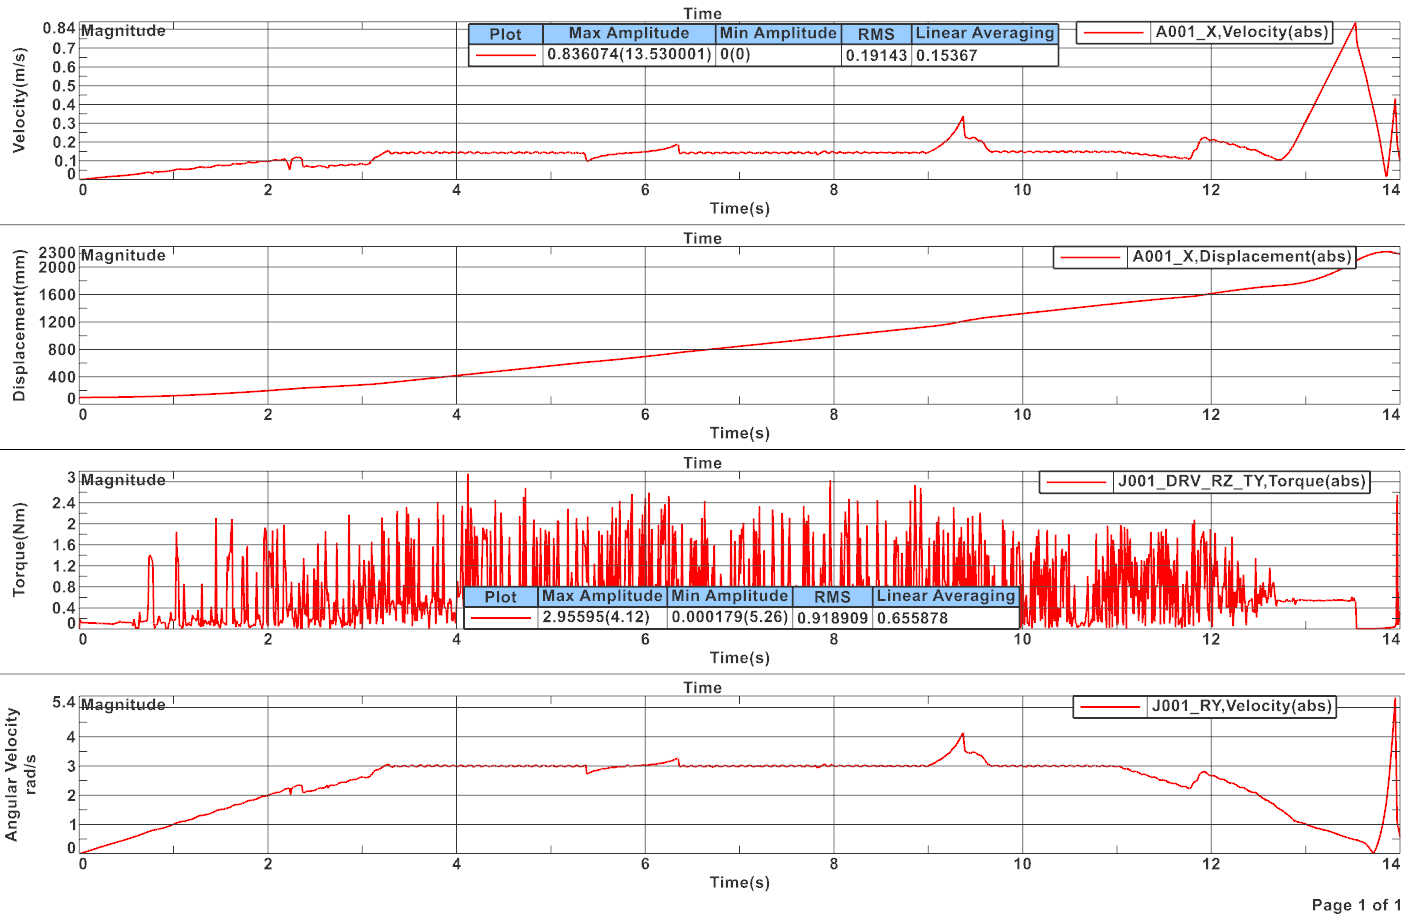 Time
Magnitude
A001_X,Velocity(abs)
Plot Max Amplitude Min Amplitude RMS Linear Averaging
0.836074(13.530001) 0(0) 0.19143 0.15367
Velocity(m/s)
0.84
0.7
0.6
0.5
0.4
0.3
0.2
0.1
0
0 2 4 6 8 10 12 14
Time(s)
Time
Magnitude
A001_X,Displacement(abs)
Displacement(mm)
2300
2000
1600
1200
800
400
0
0 2 4 6 8 10 12 14
Time(s)
Time
Magnitude
J001_DRV_RZ_TY,Torque(abs)
Torque(Nm)
3
2.4
2
1.6
1.2
0.8
0.4
0
Plot Max Amplitude Min Amplitude RMS Linear Averaging
2.95595(4.12) 0.000179(5.26) 0.918909 0.655878
0 2 4 6 8 10 12 14
Time(s)
Time
Magnitude
J001_RY,Velocity(abs)
Angular Velocity
rad/s
5.4
4
3
2
1
0
0 2 4 6 8 10 12 14
Time(s)
Page 1 of 1